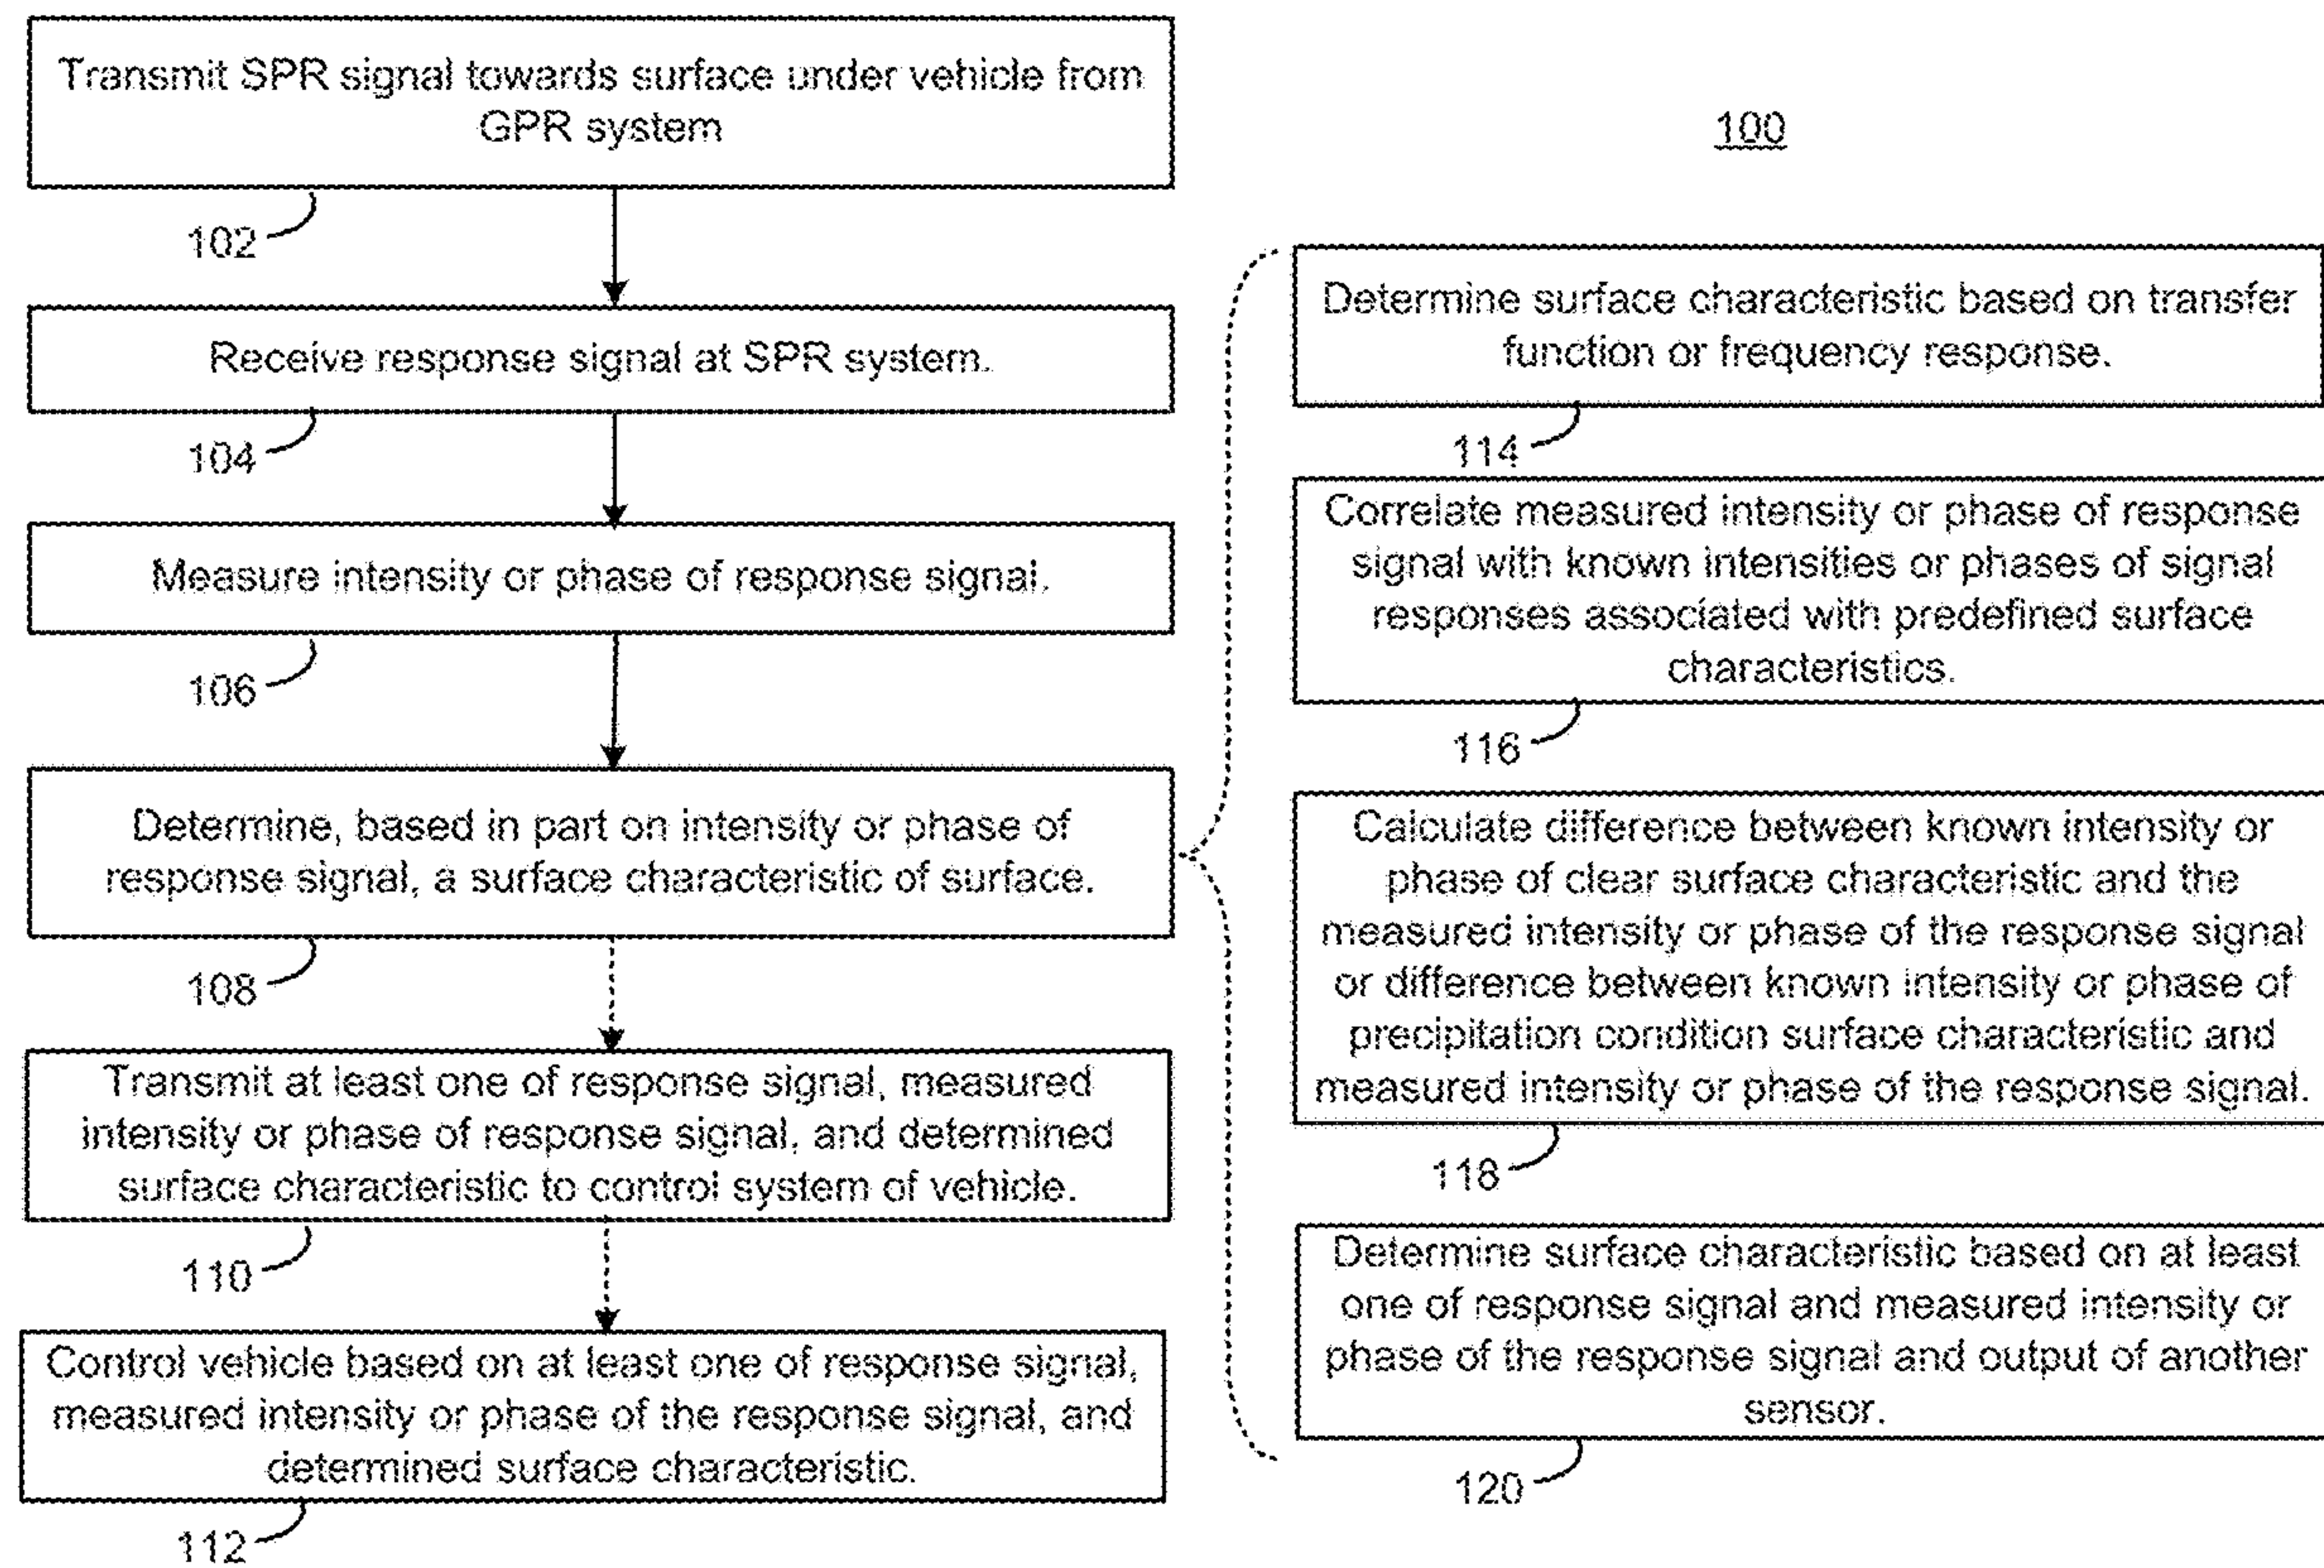 Transmit SPR signal towards surface under vehicle from
GPR system
102
Receive response signal at SPR system.
104
Measure intensity or phase of response signal.
106
Determine, based in part on intensity or phase of
response signal, a surface characteristic of surface.
108
Transmit at least one of response signal, measured
intensity or phase of response signal, and determined
surface characteristic to control system of vehicle.
110
Control vehicle based on at least one of response signal,
measured intensity or phase of the response signal, and
determined surface characteristic.
112
100
Determine surface characteristic based on transfer
function or frequency response.
114
Correlate measured intensity or phase of response
signal with known intensities or phases of signal
responses associated with predefined surface
characteristics.
116
Calculate difference between known intensity or
phase of clear surface characteristic and the
measured intensity or phase of the response signal
or difference between known intensity or phase of
precipitation condition surface characteristic and
measured intensity or phase of the response signal.
118
Determine surface characteristic based on at least
one of response signal and measured intensity or
phase of the response signal and output of another
sensor.
120